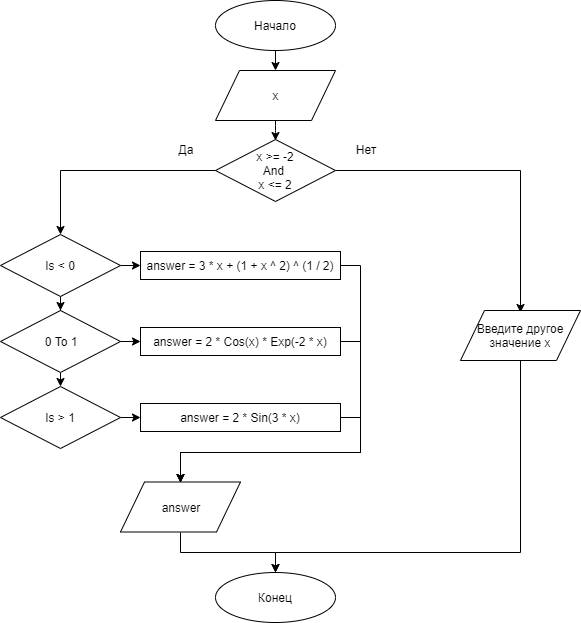 Начало
x
x >= -2
And
x <= 2
Да
Нет
Is < 0
answer = 3 * x + (1 + x ^ 2) ^ (1 / 2)
0 To 1
answer = 2 * Cos(x) * Exp(-2 * x)
Is > 1
answer = 2 * Sin(3 * x)
Введите другое
значение x
answer
Конец